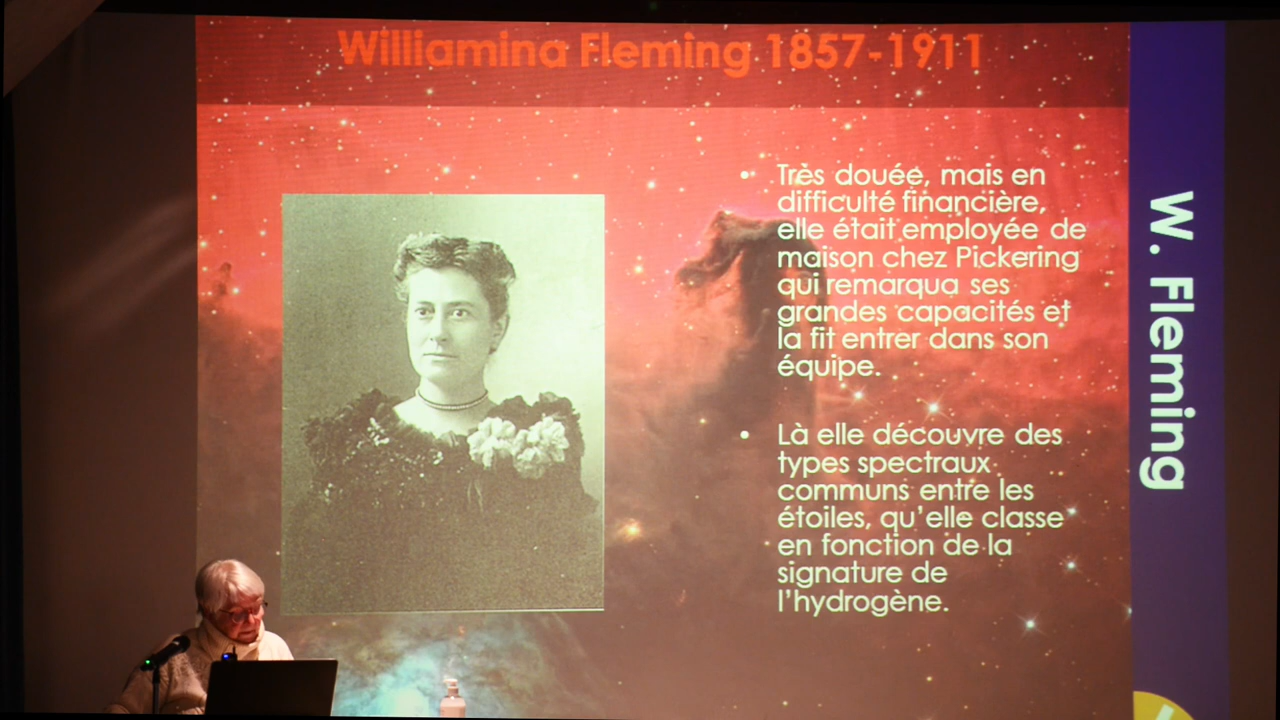 Williamina Fleming 1857-1911
• Très douée, mais en
difficulté financière,
elle était employée de
maison chez Pickering
qui remarqua ses
grandes capacités et
la fit entrer dans son
équipe.
• Là elle découvre des
types spectraux
communs entre les
étoiles, qu'elle classe
en fonction de la
signature de
l'hydrogène.
W. Fleming